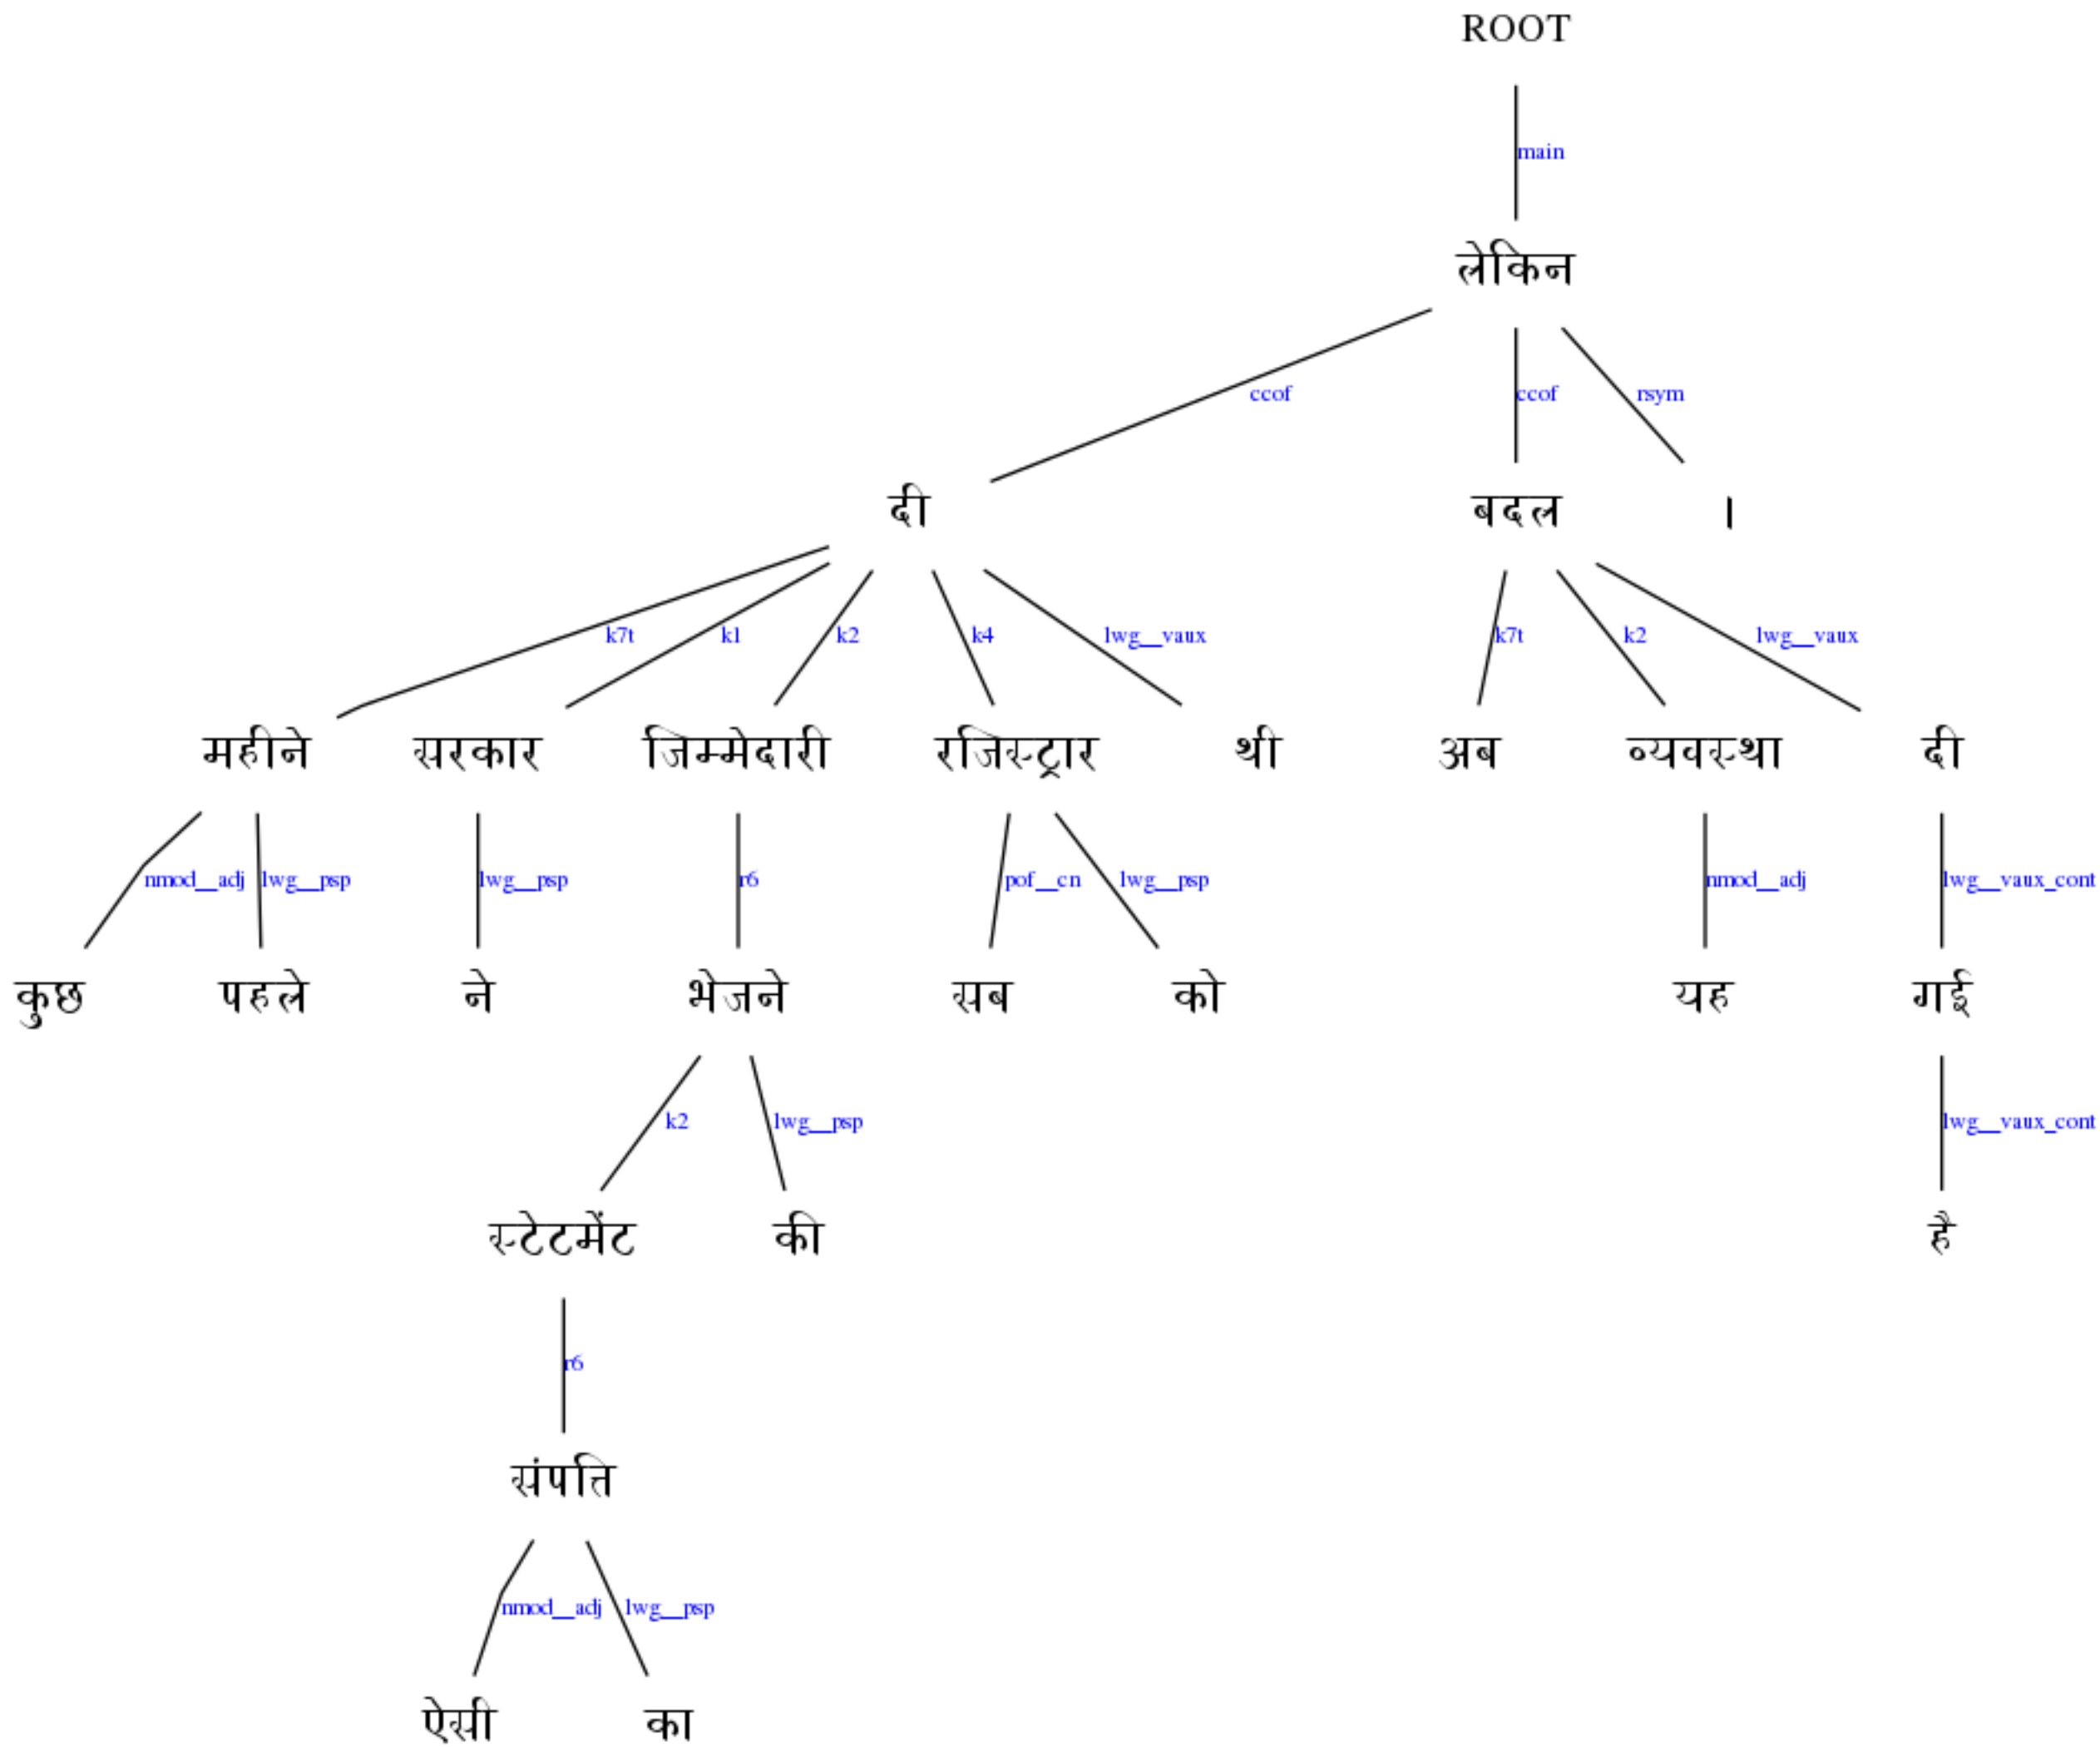 ROOT
main
लेकिन
ccof ccof rsym
दी बदल ।
k7t k1 k2 k4 lwg__vaux k7t k2 lwg__vaux
महीने सरकार जिम्मेदारी रजिस्ट्रार थी अब व्यवस्था दी
nmod__adj lwg__psp lwg__psp r6 pof__cn lwg__psp nmod__adj lwg__vaux_cont
कुछ पहले ने भेजने सब को यह गई
k2 lwg__psp lwg__vaux_cont
स्टेटमेंट की है
r6
संपत्ति
nmod__adj lwg__psp
ऐसी का